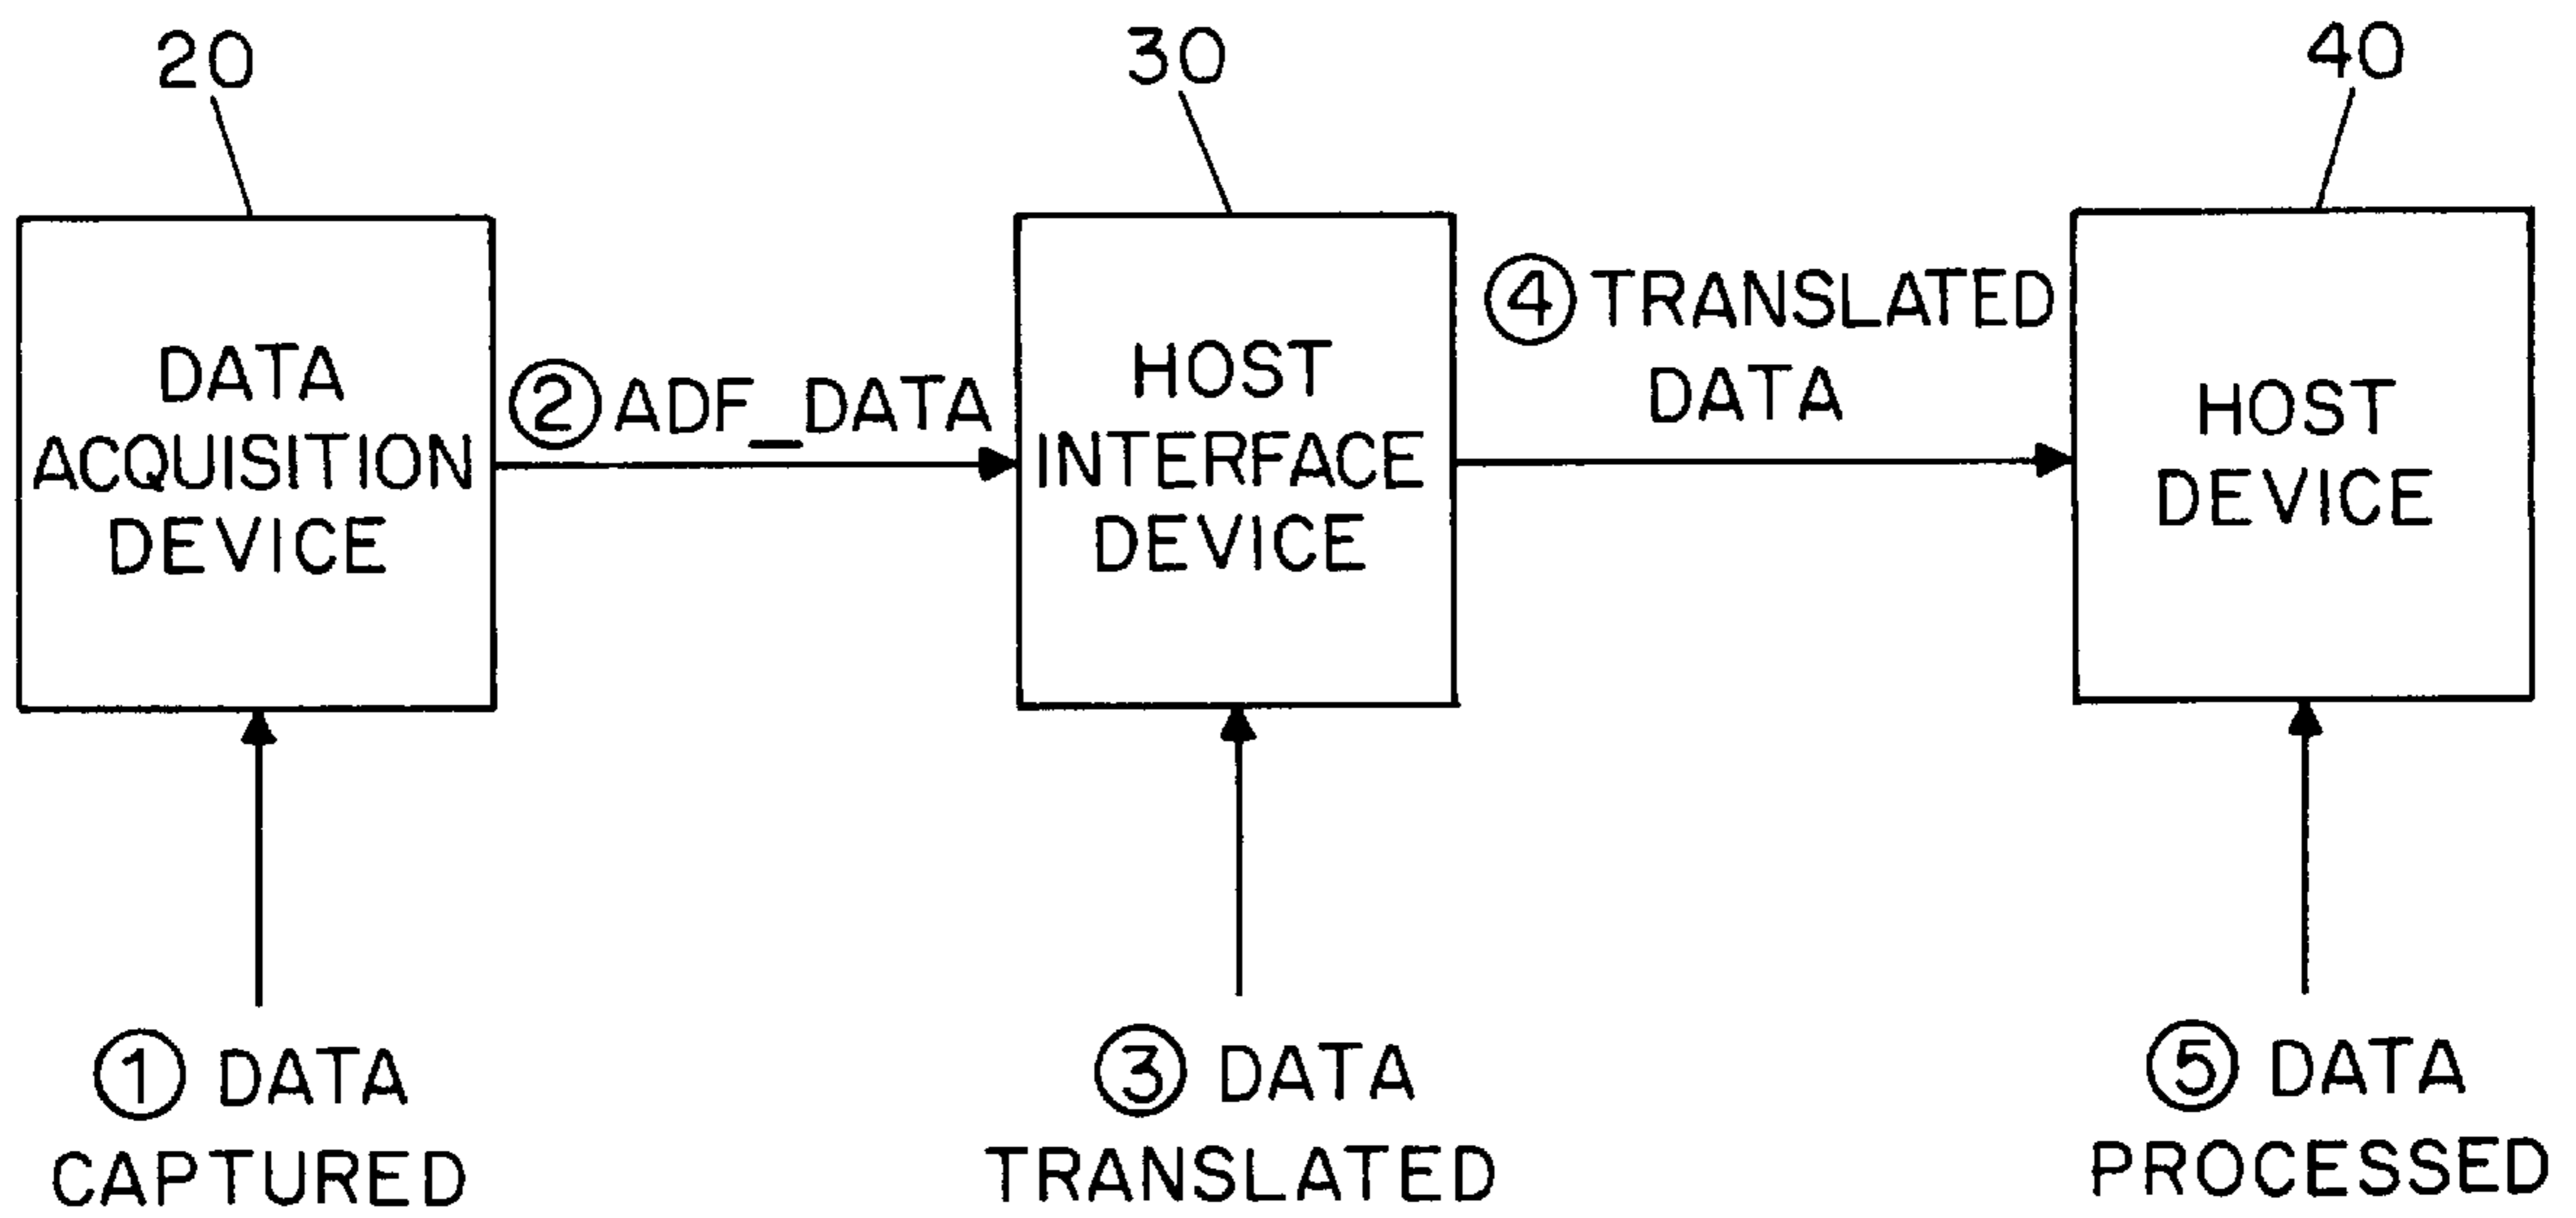 20
30
40
DATA
ACQUISITION
DEVICE
② ADF_DATA
HOST
INTERFACE
DEVICE
④ TRANSLATED
DATA
HOST
DEVICE
① DATA
CAPTURED
③ DATA
TRANSLATED
⑤ DATA
PROCESSED